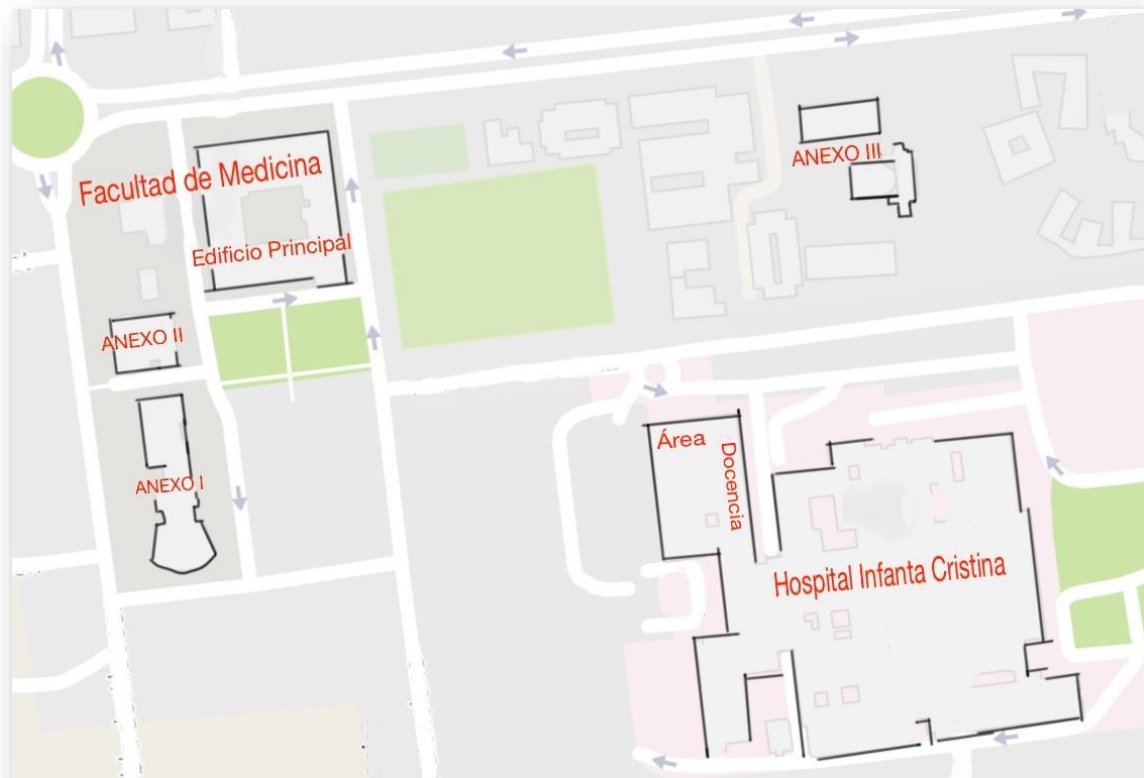 Facultad de Medicina
Edificio Principal
ANEXO III
ANEXO II
ANEXO I
Área
Docencia
Hospital Infanta Cristina